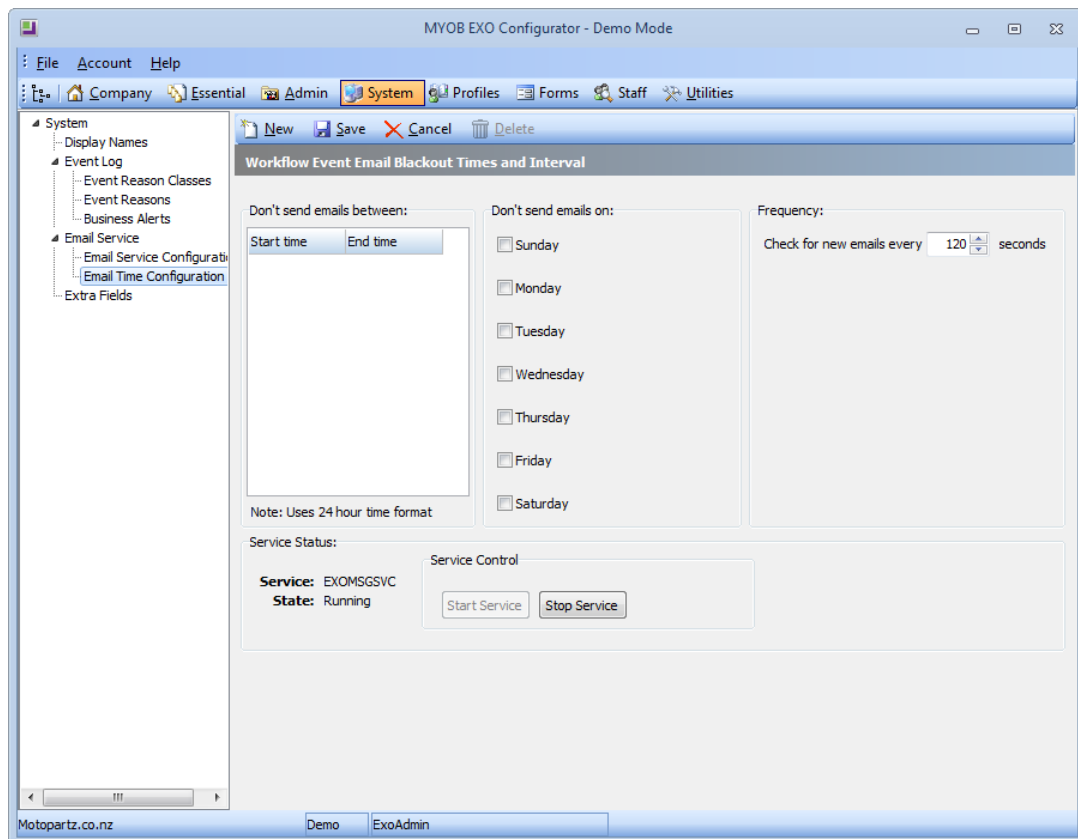 MYOB EXO Configurator - Demo Mode
File Account Help
Company Essential Admin System Profiles Forms Staff Utilities
System
Display Names
Event Log
Event Reason Classes
Event Reasons
Business Alerts
Email Service
Email Service Configurati
Email Time Configuration
Extra Fields
New Save Cancel Delete
Workflow Event Email Blackout Times and Interval
Don't send emails between:
Start time End time
Note: Uses 24 hour time format
Don't send emails on:
Sunday
Monday
Tuesday
Wednesday
Thursday
Friday
Saturday
Frequency:
Check for new emails every 120 seconds
Service Status:
Service: EXOMSGSVC
State: Running
Service Control
Start Service Stop Service
Motopartz.co.nz Demo ExoAdmin